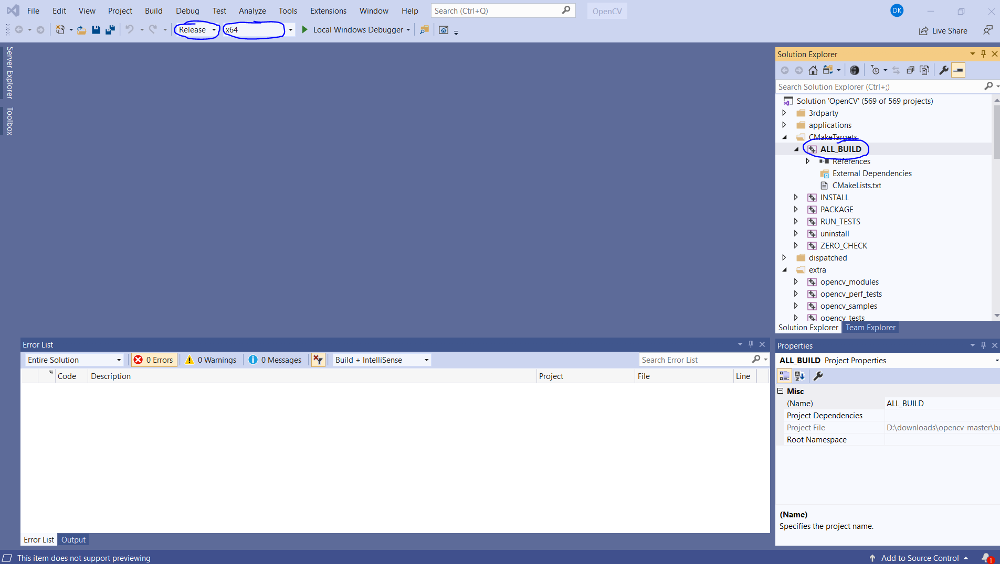 File Edit View Project Build Debug Test Analyze Tools Extensions Window Help Search (Ctrl+Q) OpenCV DK
Release x64 Local Windows Debugger Live Share
Server Explorer
Toolbox
Solution Explorer
Search Solution Explorer (Ctrl+;)
Solution 'OpenCV' (569 of 569 projects)
3rdparty
applications
CMakeTargets
ALL_BUILD
References
External Dependencies
CMakeLists.txt
INSTALL
PACKAGE
RUN_TESTS
uninstall
ZERO_CHECK
dispatched
extra
opencv_modules
opencv_perf_tests
opencv_samples
opencv_tests
Solution Explorer Team Explorer
Error List
Entire Solution 0 Errors 0 Warnings 0 Messages Build + IntelliSense Search Error List
Code Description Project File Line
Error List Output
Properties
ALL_BUILD Project Properties
Misc
(Name) ALL_BUILD
Project Dependencies
Project File D:\downloads\opencv-master\bu
Root Namespace
(Name)
Specifies the project name.
This item does not support previewing Add to Source Control 1